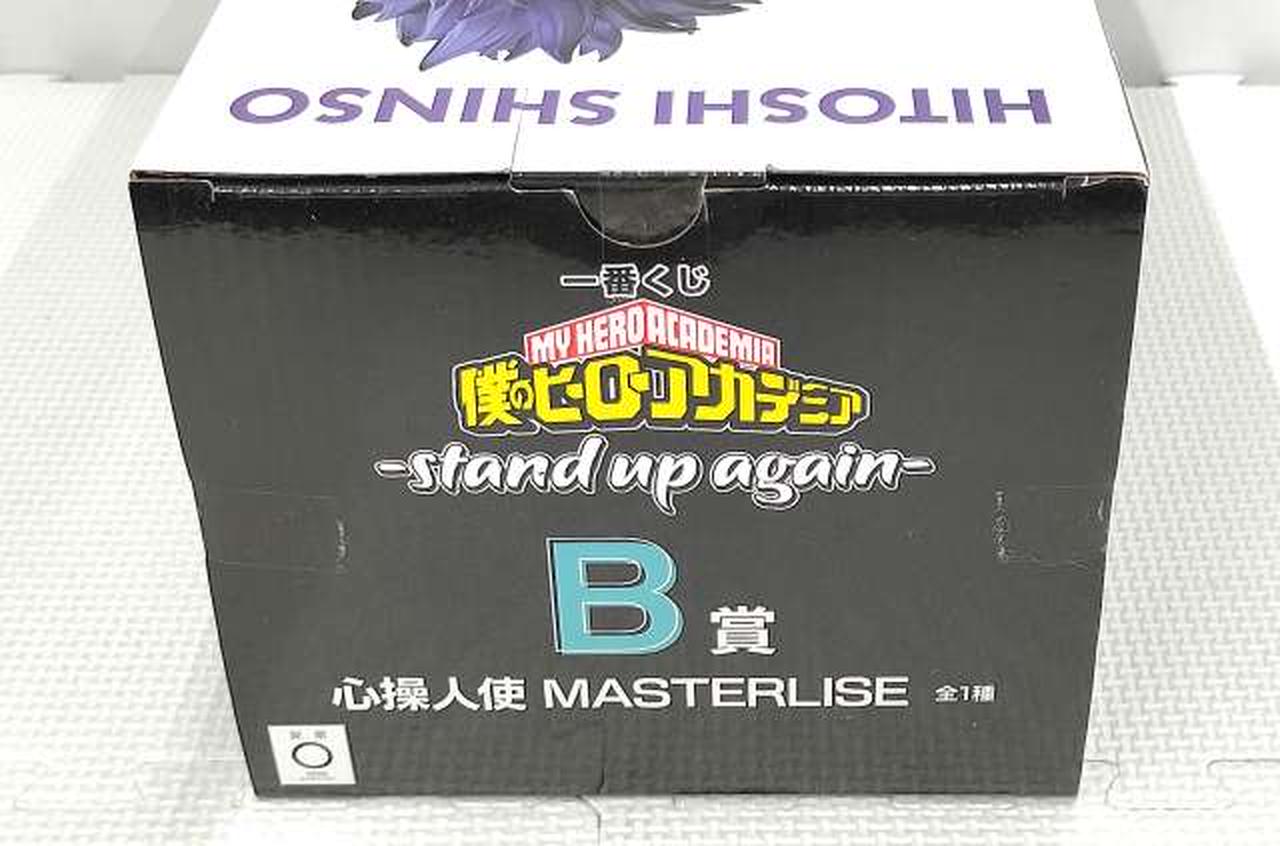 HITOSHI SHINSO
一番くじ
MY HERO ACADEMIA
僕のヒーローアカデミア
-stand up again-
B賞
心操人使 MASTERLISE 全1種